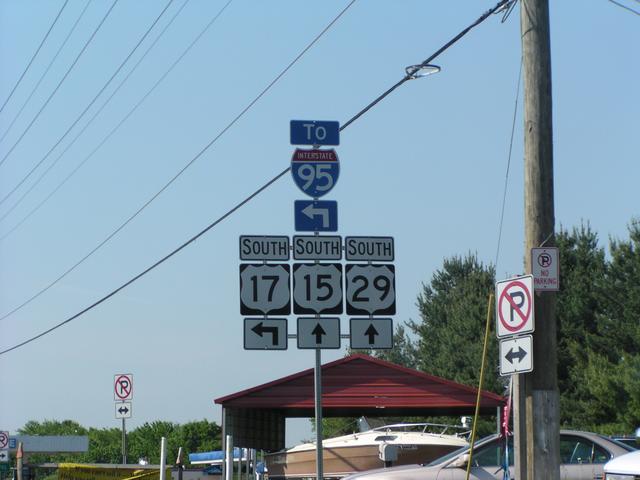 TO
INTERSTATE
95
SOUTH SOUTH SOUTH
17 15 29
P
NO
PARKING
P
P
P